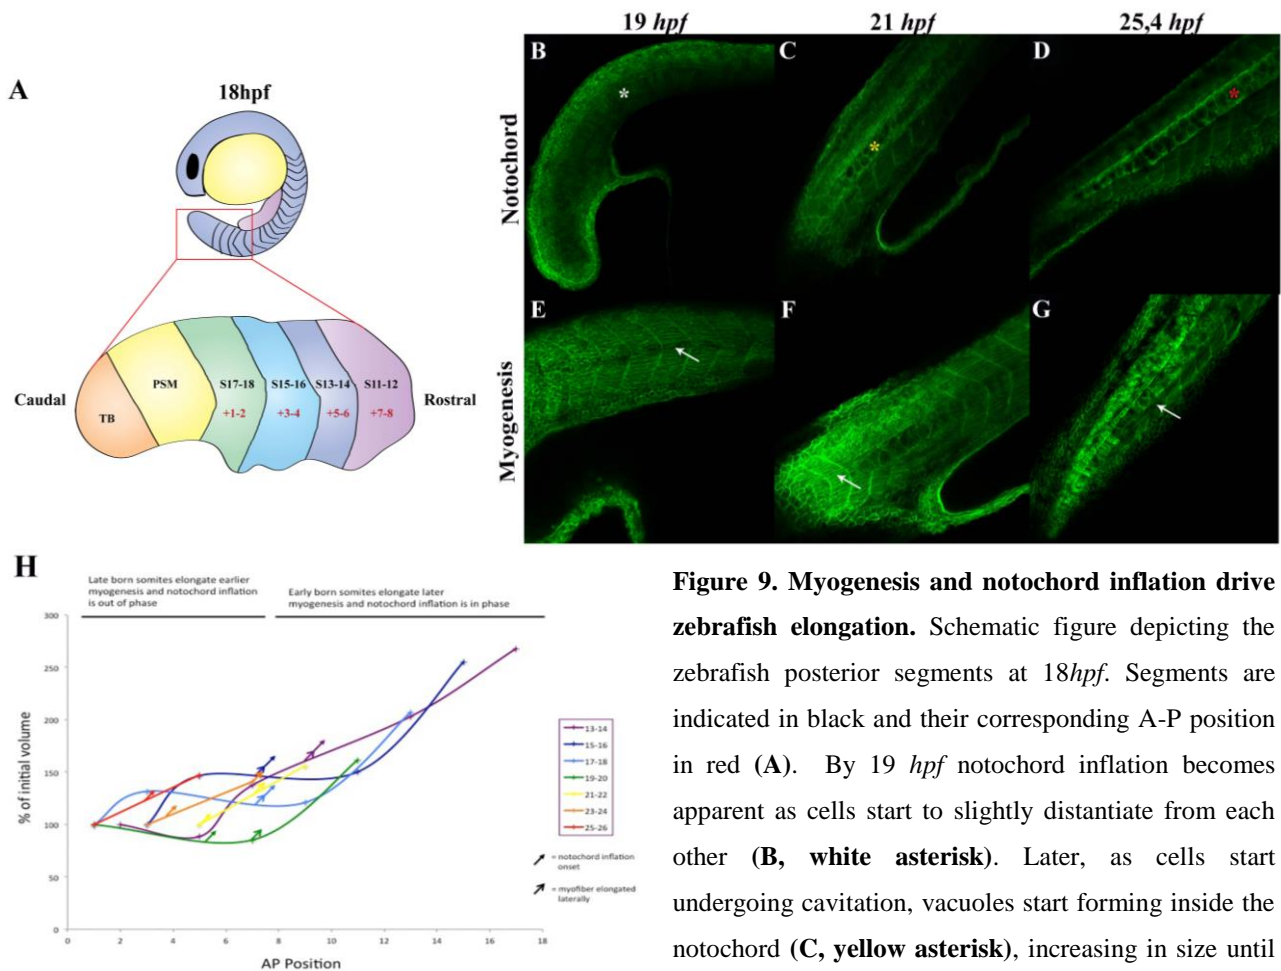 A
18hpf
Caudal
TB
PSM
S17-18
+1-2
S15-16
+3-4
S13-14
+5-6
S11-12
+7-8
Rostral
19 hpf
21 hpf
25,4 hpf
Notochord
B
*
C
*
D
*
Myogenesis
E
F
G
H
Late born somites elongate earlier
myogenesis and notochord inflation
is out of phase
Early born somites elongate later
myogenesis and notochord inflation is in phase
% of initial volume
300
250
200
150
100
50
0
0 2 4 6 8 10 12 14 16 18
AP Position
13-14
15-16
17-18
19-20
21-22
23-24
25-26
= notochord inflation
onset
= myofiber elongated
laterally
Figure 9. Myogenesis and notochord inflation drive
zebrafish elongation. Schematic figure depicting the
zebrafish posterior segments at 18hpf. Segments are
indicated in black and their corresponding A-P position
in red (A). By 19 hpf notochord inflation becomes
apparent as cells start to slightly distantiate from each
other (B, white asterisk). Later, as cells start
undergoing cavitation, vacuoles start forming inside the
notochord (C, yellow asterisk), increasing in size until